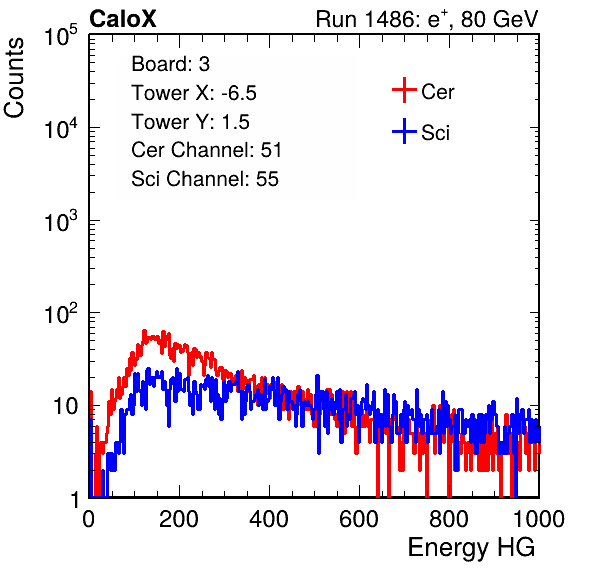 CaloX Run 1486: e⁺, 80 GeV
Counts
10⁵
10⁴
10³
10²
10
1
Board: 3
Tower X: -6.5
Tower Y: 1.5
Cer Channel: 51
Sci Channel: 55
Cer
Sci
0 200 400 600 800 1000
Energy HG